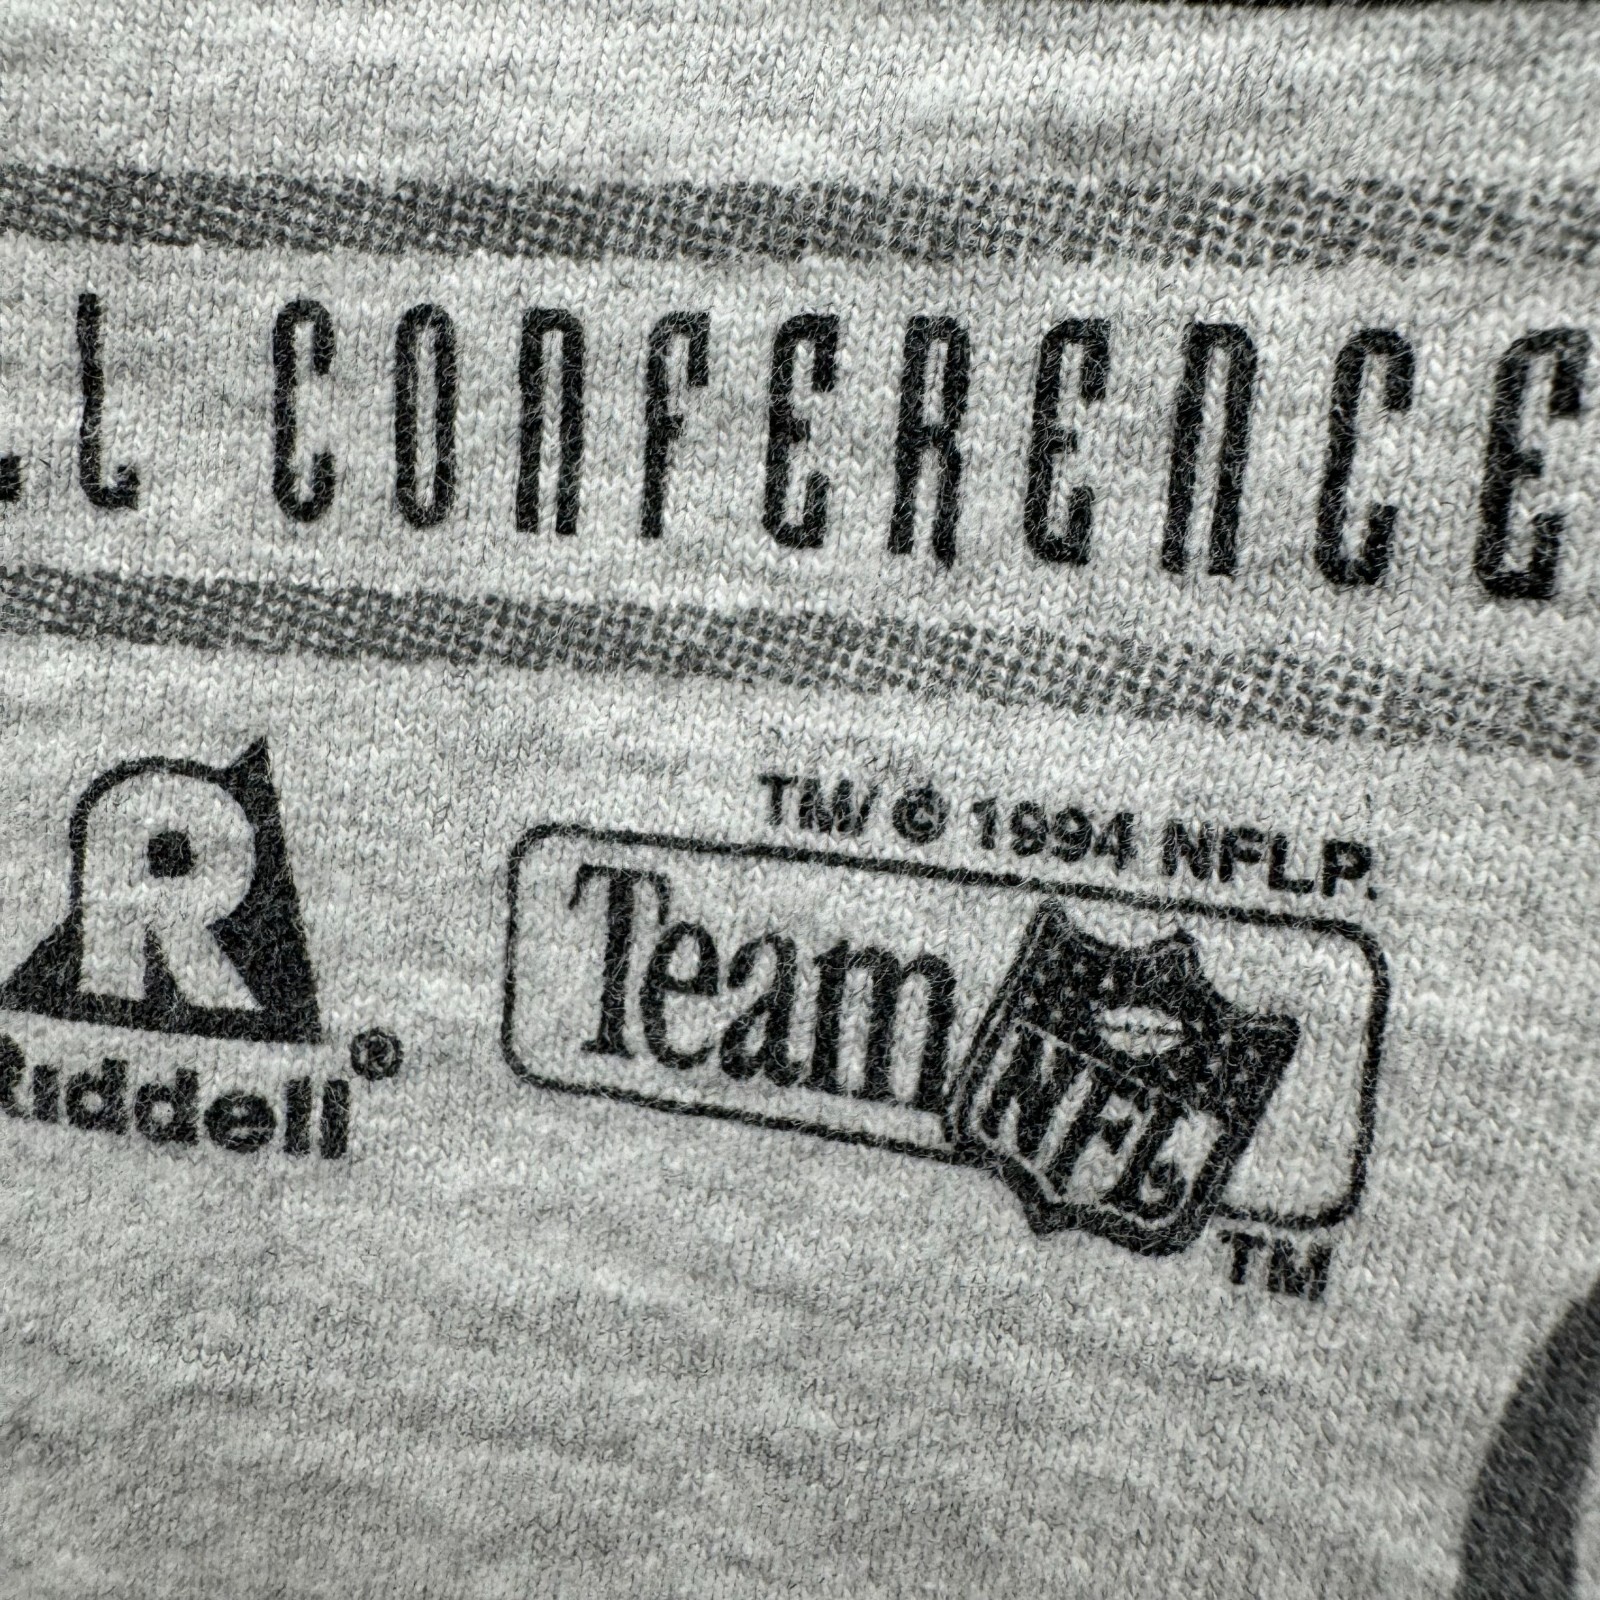 L CONFERENCE
TM/ © 1994 NFLP.
R
Team NFL
Riddell®
TM